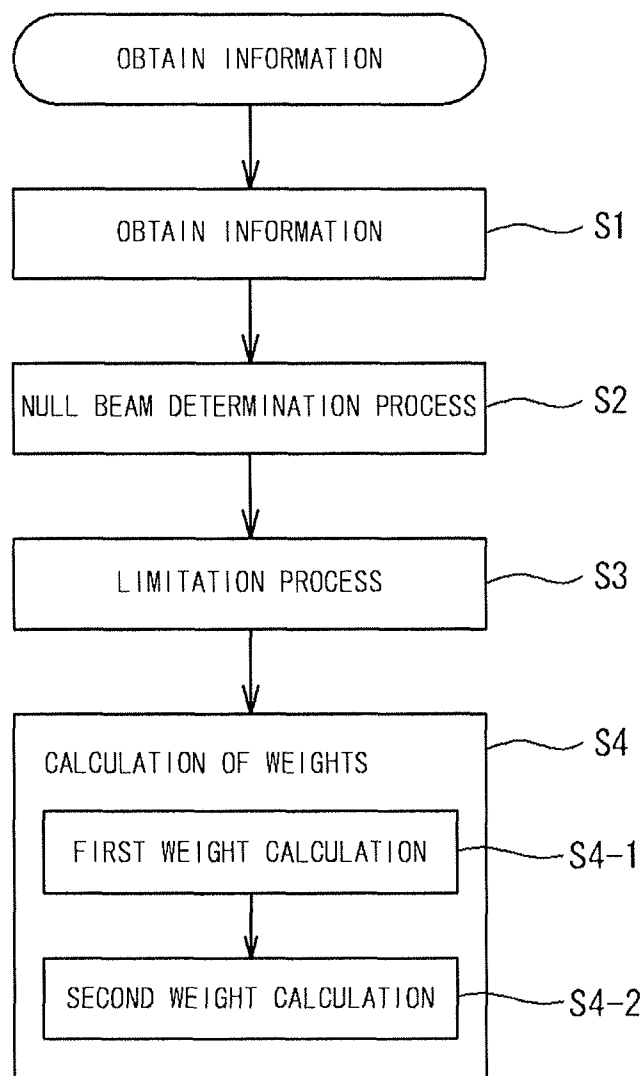 OBTAIN INFORMATION
OBTAIN INFORMATION
S1
NULL BEAM DETERMINATION PROCESS
S2
LIMITATION PROCESS
S3
S4
CALCULATION OF WEIGHTS
FIRST WEIGHT CALCULATION
S4-1
SECOND WEIGHT CALCULATION
S4-2